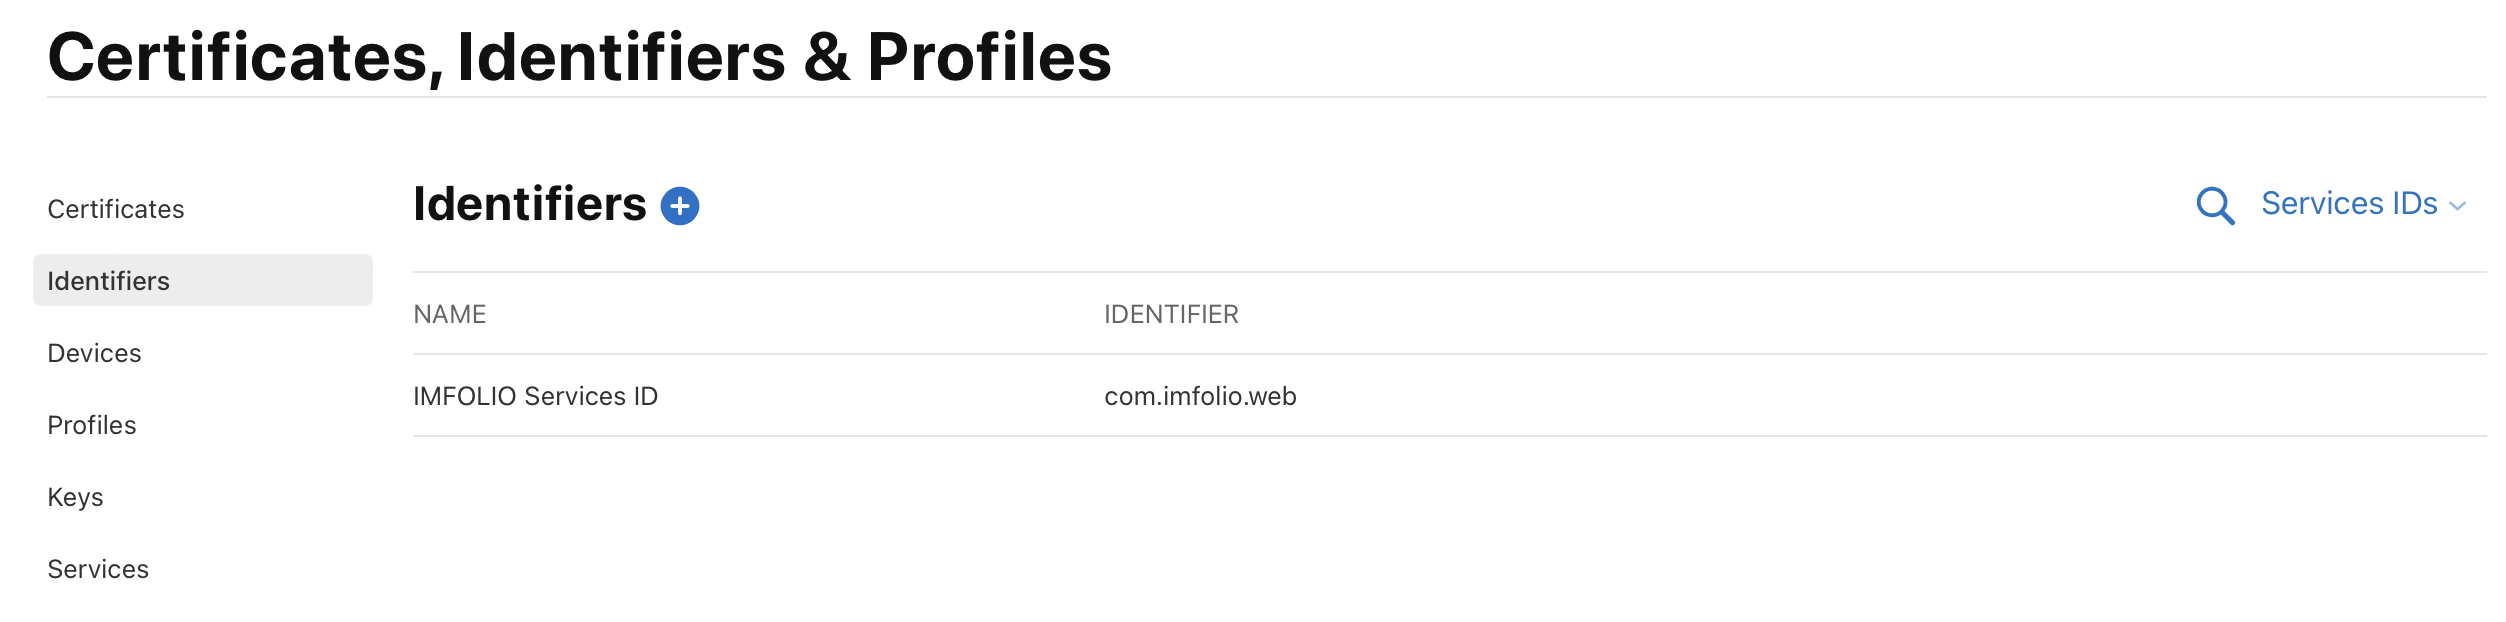 Certificates, Identifiers & Profiles
Certificates
Identifiers
Devices
Profiles
Keys
Services
Identifiers
Services IDs
NAME IDENTIFIER
IMFOLIO Services ID com.imfolio.web